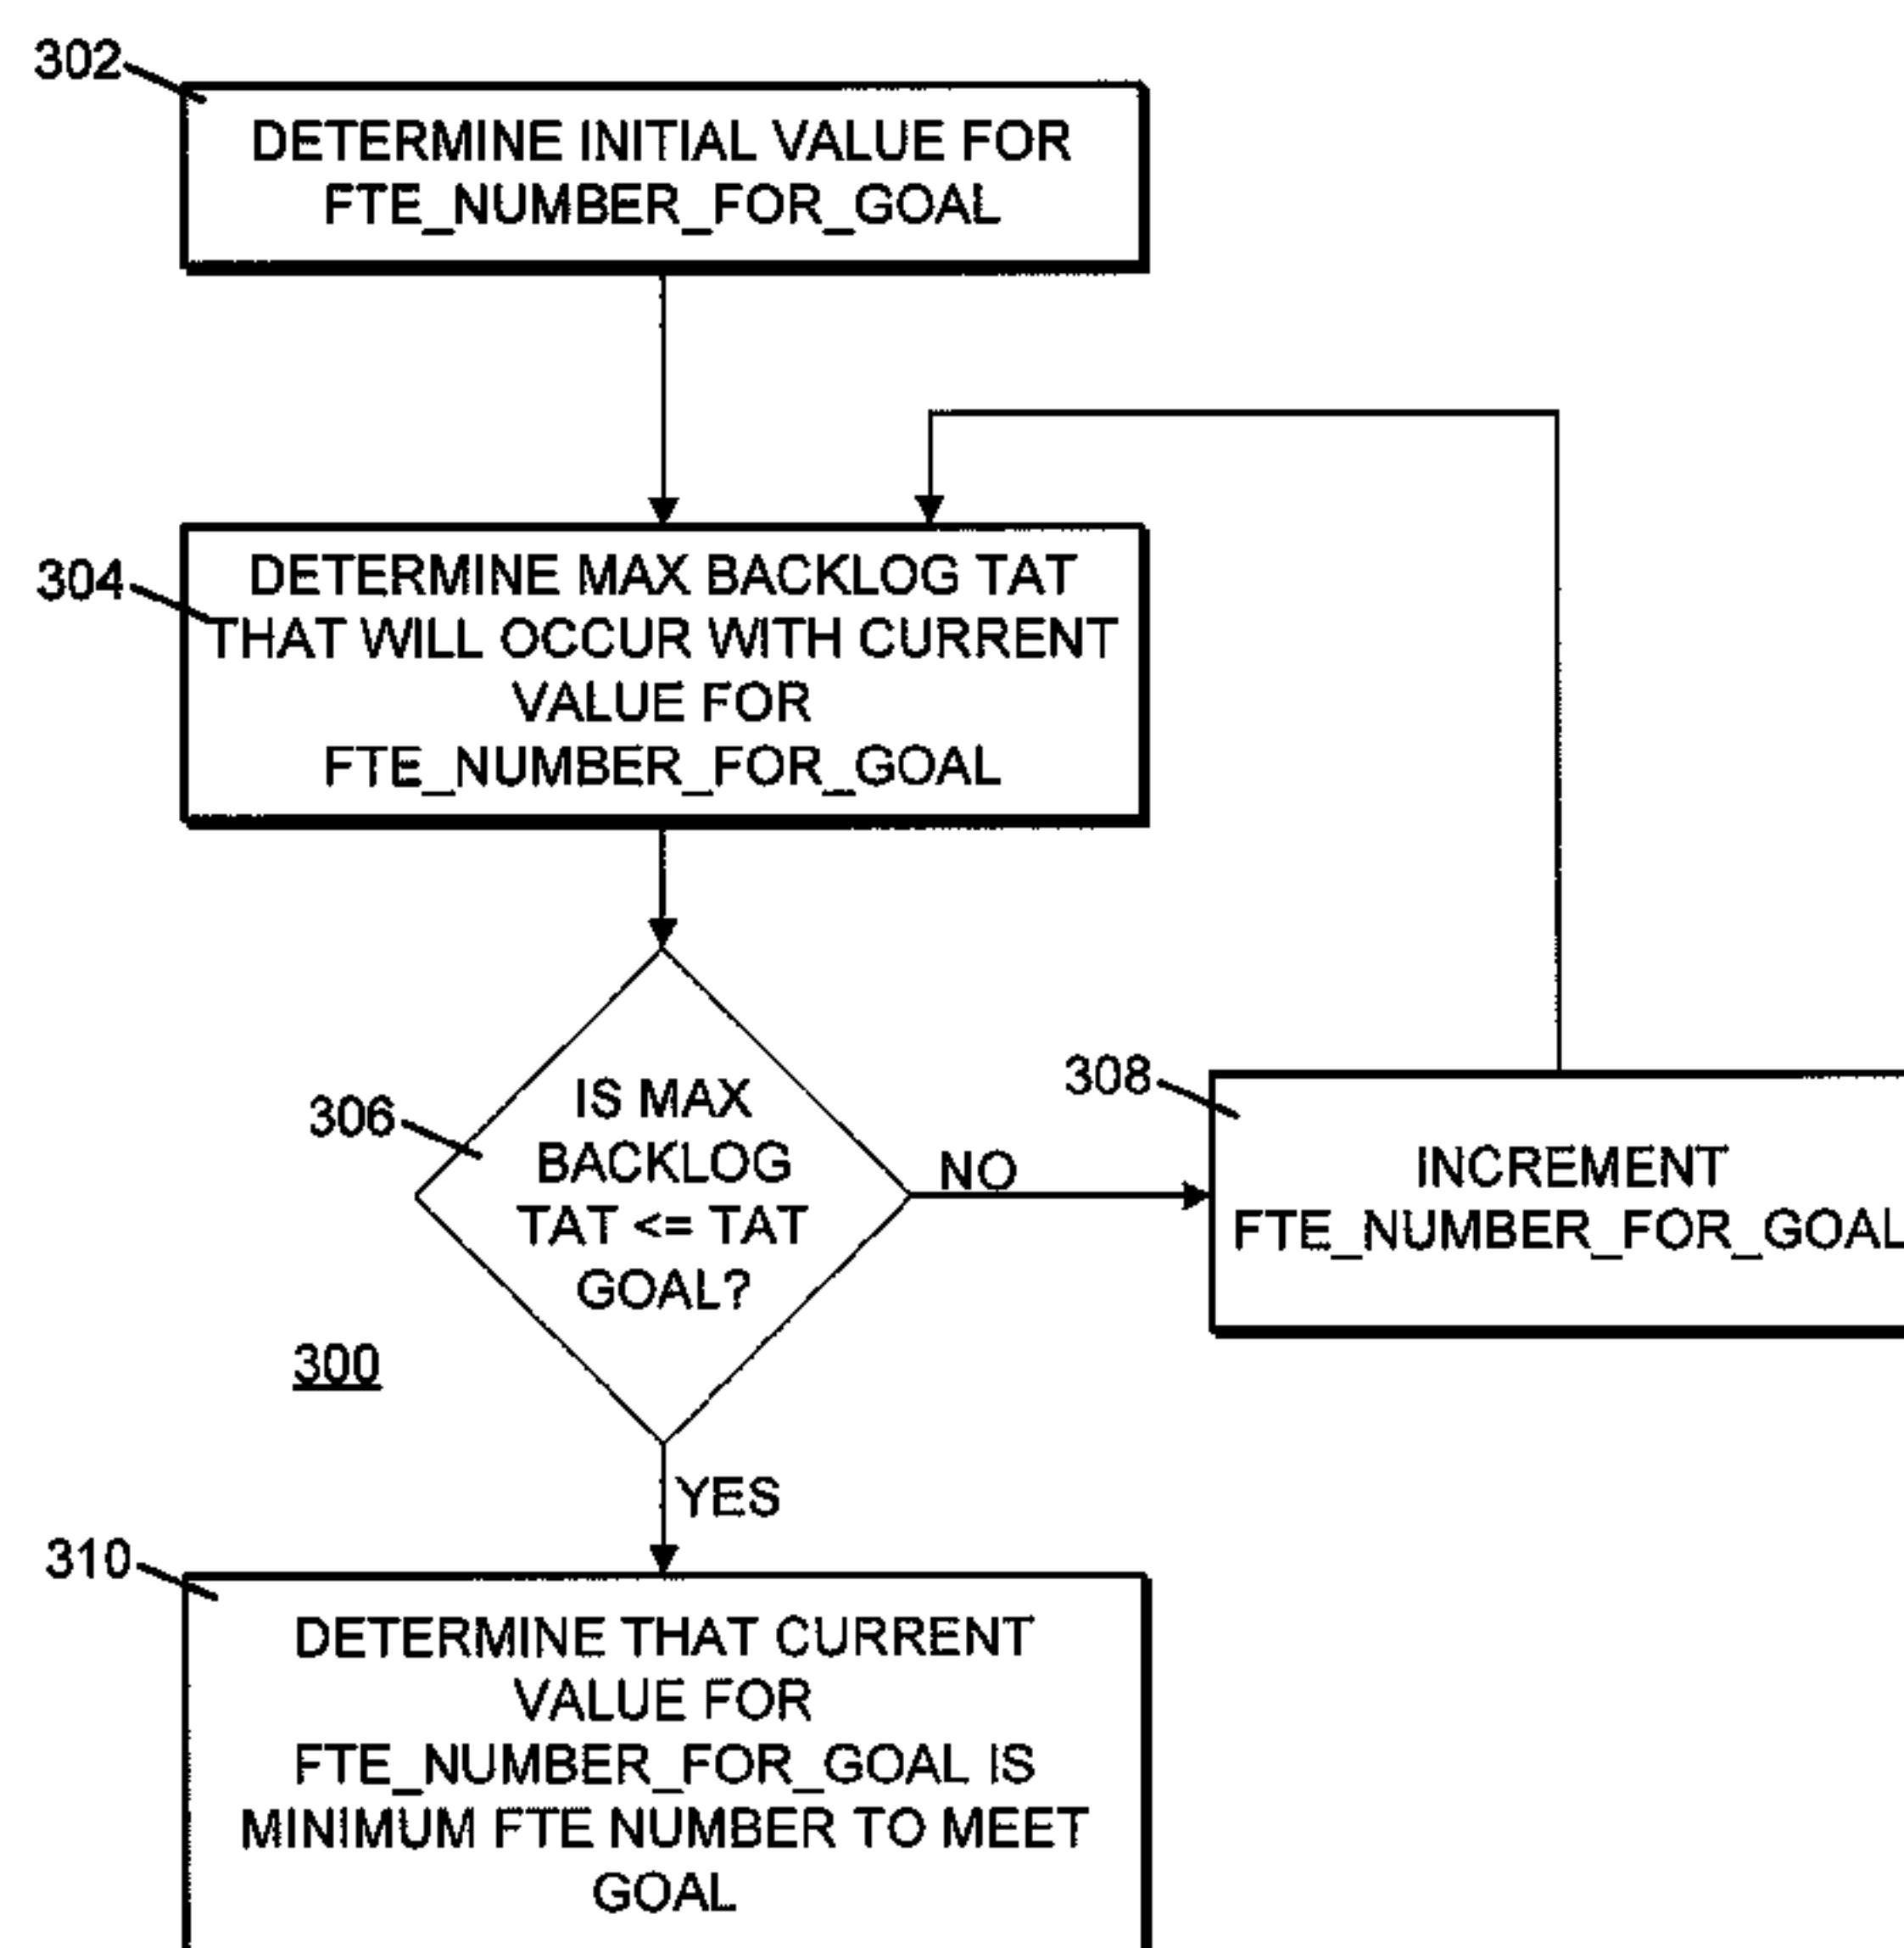 302
DETERMINE INITIAL VALUE FOR
FTE_NUMBER_FOR_GOAL
304
DETERMINE MAX BACKLOG TAT
THAT WILL OCCUR WITH CURRENT
VALUE FOR
FTE_NUMBER_FOR_GOAL
306
IS MAX
BACKLOG
TAT <= TAT
GOAL?
NO
308
INCREMENT
FTE_NUMBER_FOR_GOAL
300
YES
310
DETERMINE THAT CURRENT
VALUE FOR
FTE_NUMBER_FOR_GOAL IS
MINIMUM FTE NUMBER TO MEET
GOAL